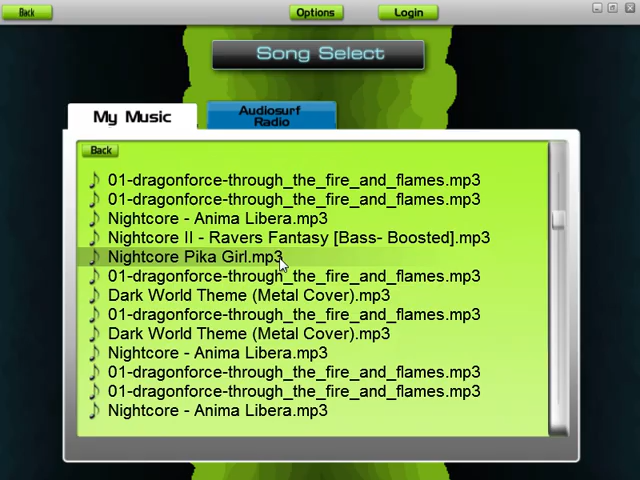 Back
Options
Login
Song Select
My Music
Audiosurf
Radio
Back
01-dragonforce-through_the_fire_and_flames.mp3
01-dragonforce-through_the_fire_and_flames.mp3
Nightcore - Anima Libera.mp3
Nightcore II - Ravers Fantasy [Bass- Boosted].mp3
Nightcore Pika Girl.mp3
01-dragonforce-through_the_fire_and_flames.mp3
Dark World Theme (Metal Cover).mp3
01-dragonforce-through_the_fire_and_flames.mp3
Dark World Theme (Metal Cover).mp3
Nightcore - Anima Libera.mp3
01-dragonforce-through_the_fire_and_flames.mp3
01-dragonforce-through_the_fire_and_flames.mp3
Nightcore - Anima Libera.mp3